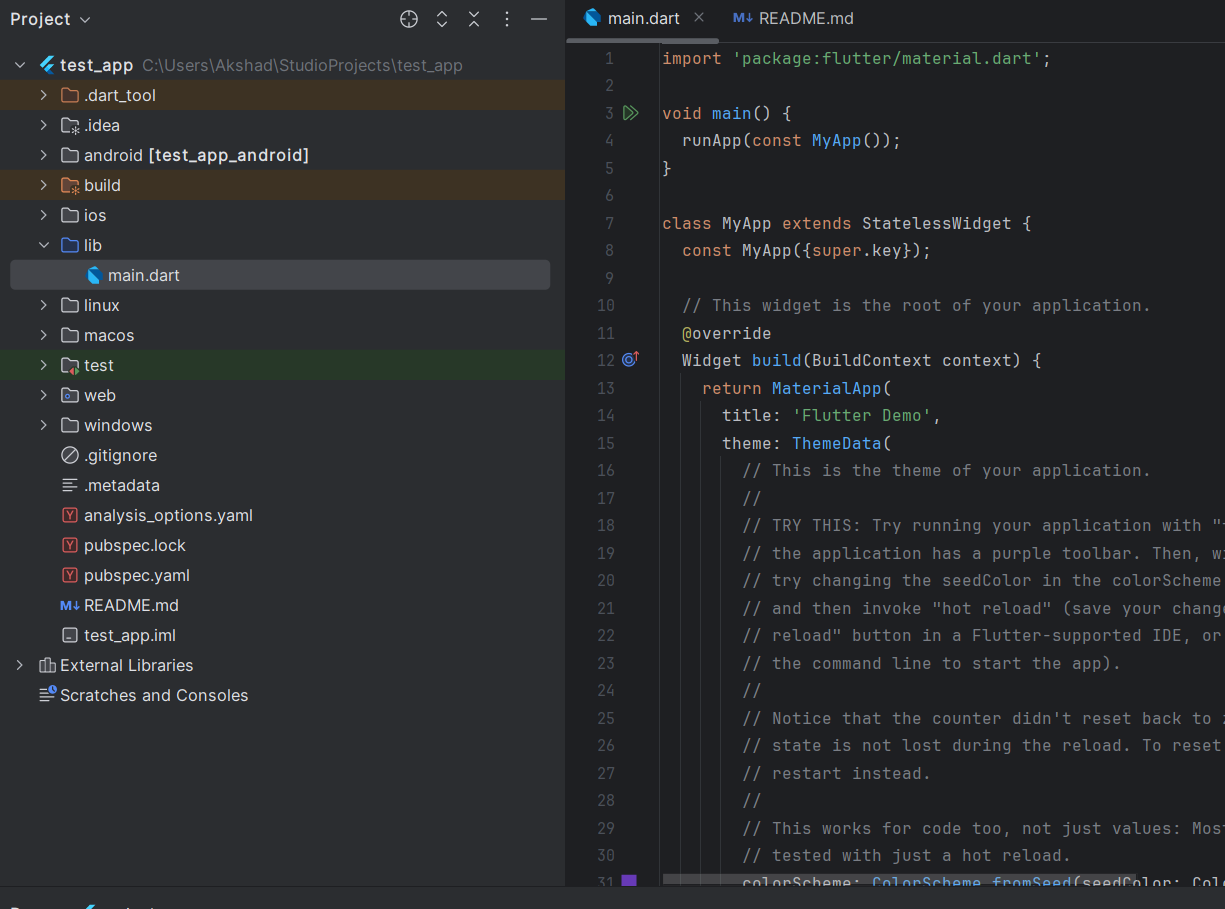 Project
test_app C:\Users\Akshad\StudioProjects\test_app
.dart_tool
.idea
android [test_app_android]
build
ios
lib
main.dart
linux
macos
test
web
windows
.gitignore
.metadata
analysis_options.yaml
pubspec.lock
pubspec.yaml
M↓ README.md
test_app.iml
External Libraries
Scratches and Consoles
main.dart M↓ README.md
1 import 'package:flutter/material.dart';
2
3 void main() {
4 runApp(const MyApp());
5 }
6
7 class MyApp extends StatelessWidget {
8 const MyApp({super.key});
9
10 // This widget is the root of your application.
11 @override
12 Widget build(BuildContext context) {
13 return MaterialApp(
14 title: 'Flutter Demo',
15 theme: ThemeData(
16 // This is the theme of your application.
17 //
18 // TRY THIS: Try running your application with "
19 // the application has a purple toolbar. Then,
20 // try changing the seedColor in the colorScheme
21 // and then invoke "hot reload" (save your
22 // reload" button in a Flutter-supported IDE, or
23 // the command line to start the app).
24 //
25 // Notice that the counter didn't reset back to
26 // state is not lost during the reload. To reset
27 // restart instead.
28 //
29 // This works for code too, not just values:
30 // tested with just a hot reload.
31 colorScheme: ColorScheme.fromSeed(seedColor: